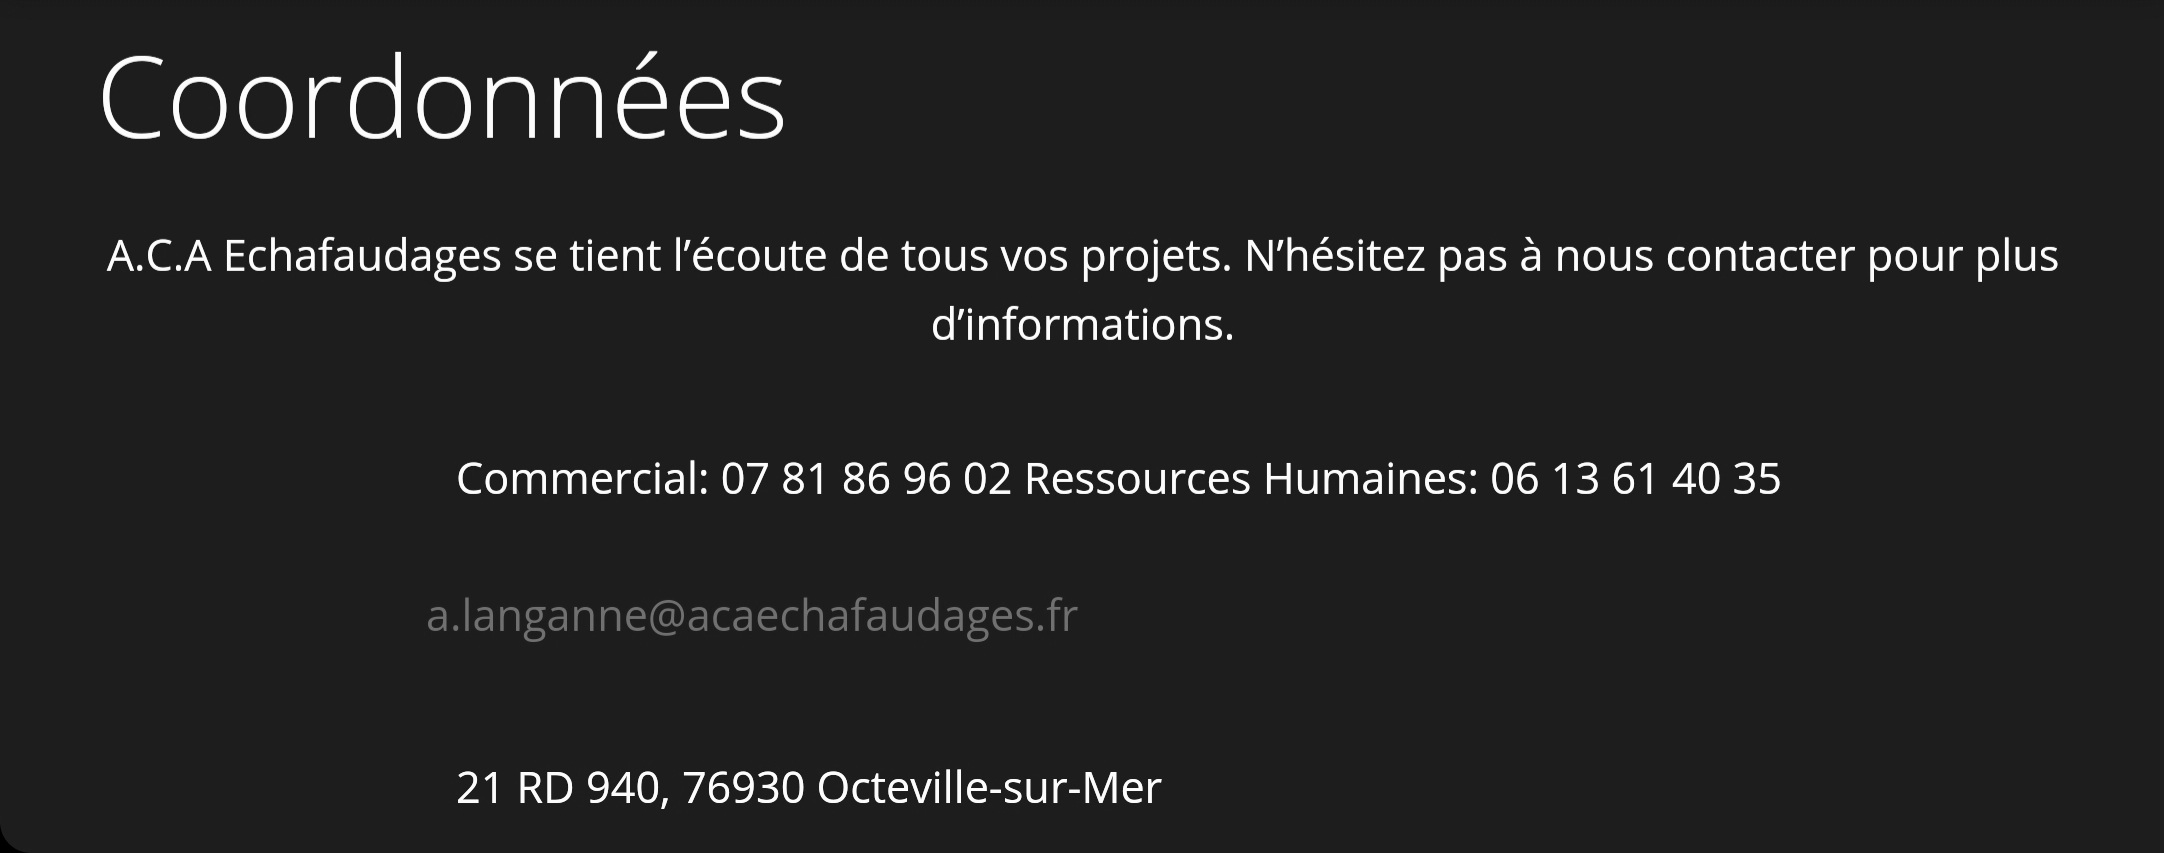 Coordonnées
A.C.A Echafaudages se tient l’écoute de tous vos projets. N’hésitez pas à nous contacter pour plus
d’informations.
Commercial: 07 81 86 96 02 Ressources Humaines: 06 13 61 40 35
a.langanne@acaechafaudages.fr
21 RD 940, 76930 Octeville-sur-Mer